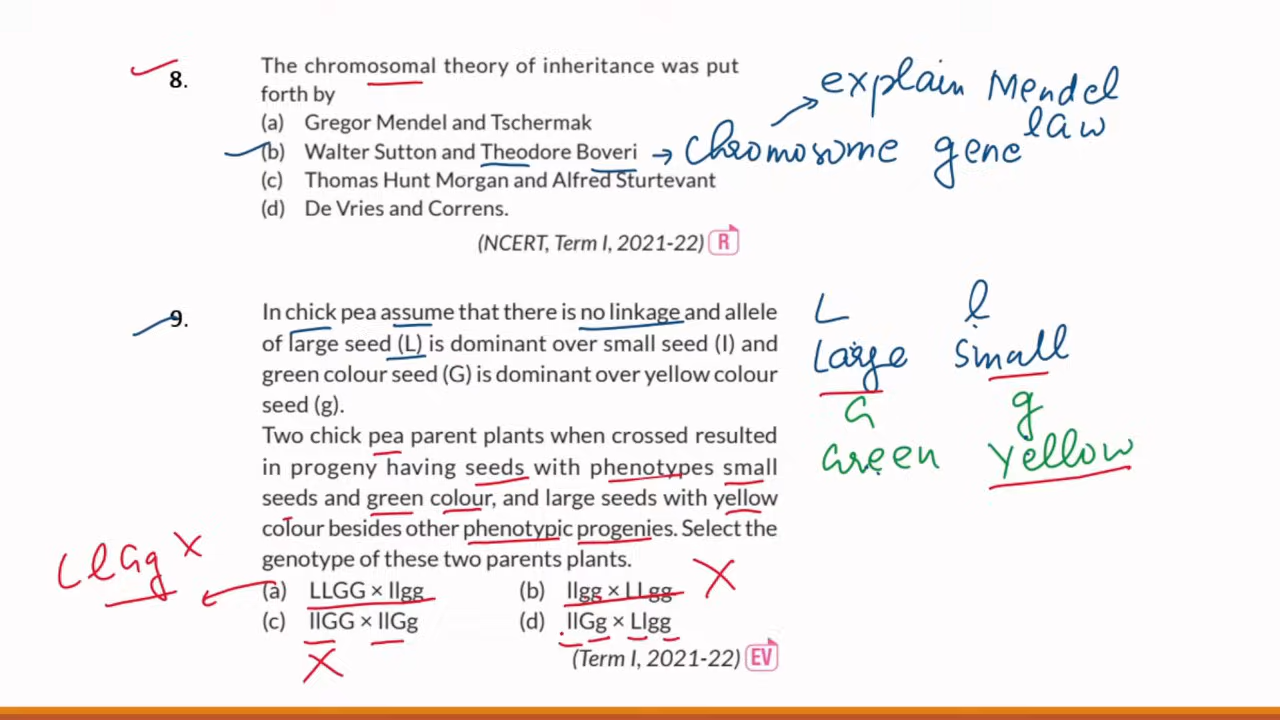 8. The chromosomal theory of inheritance was put
forth by
(a) Gregor Mendel and Tschermak
(b) Walter Sutton and Theodore Boveri → Chromosome gene
explain Mendel
law
(c) Thomas Hunt Morgan and Alfred Sturtevant
(d) De Vries and Correns.
(NCERT, Term I, 2021-22) R
9. In chick pea assume that there is no linkage and allele
of large seed (L) is dominant over small seed (l) and
green colour seed (G) is dominant over yellow colour
seed (g).
Two chick pea parent plants when crossed resulted
in progeny having seeds with phenotypes small
seeds and green colour, and large seeds with yellow
colour besides other phenotypic progenies. Select the
genotype of these two parents plants.
(a) LLGG × llgg (b) llgg × LLgg X
(c) llGG × llGg (d) llGg × Llgg
X
(Term I, 2021-22) EV
L l
Large small
G g
Green yellow
LlGg X